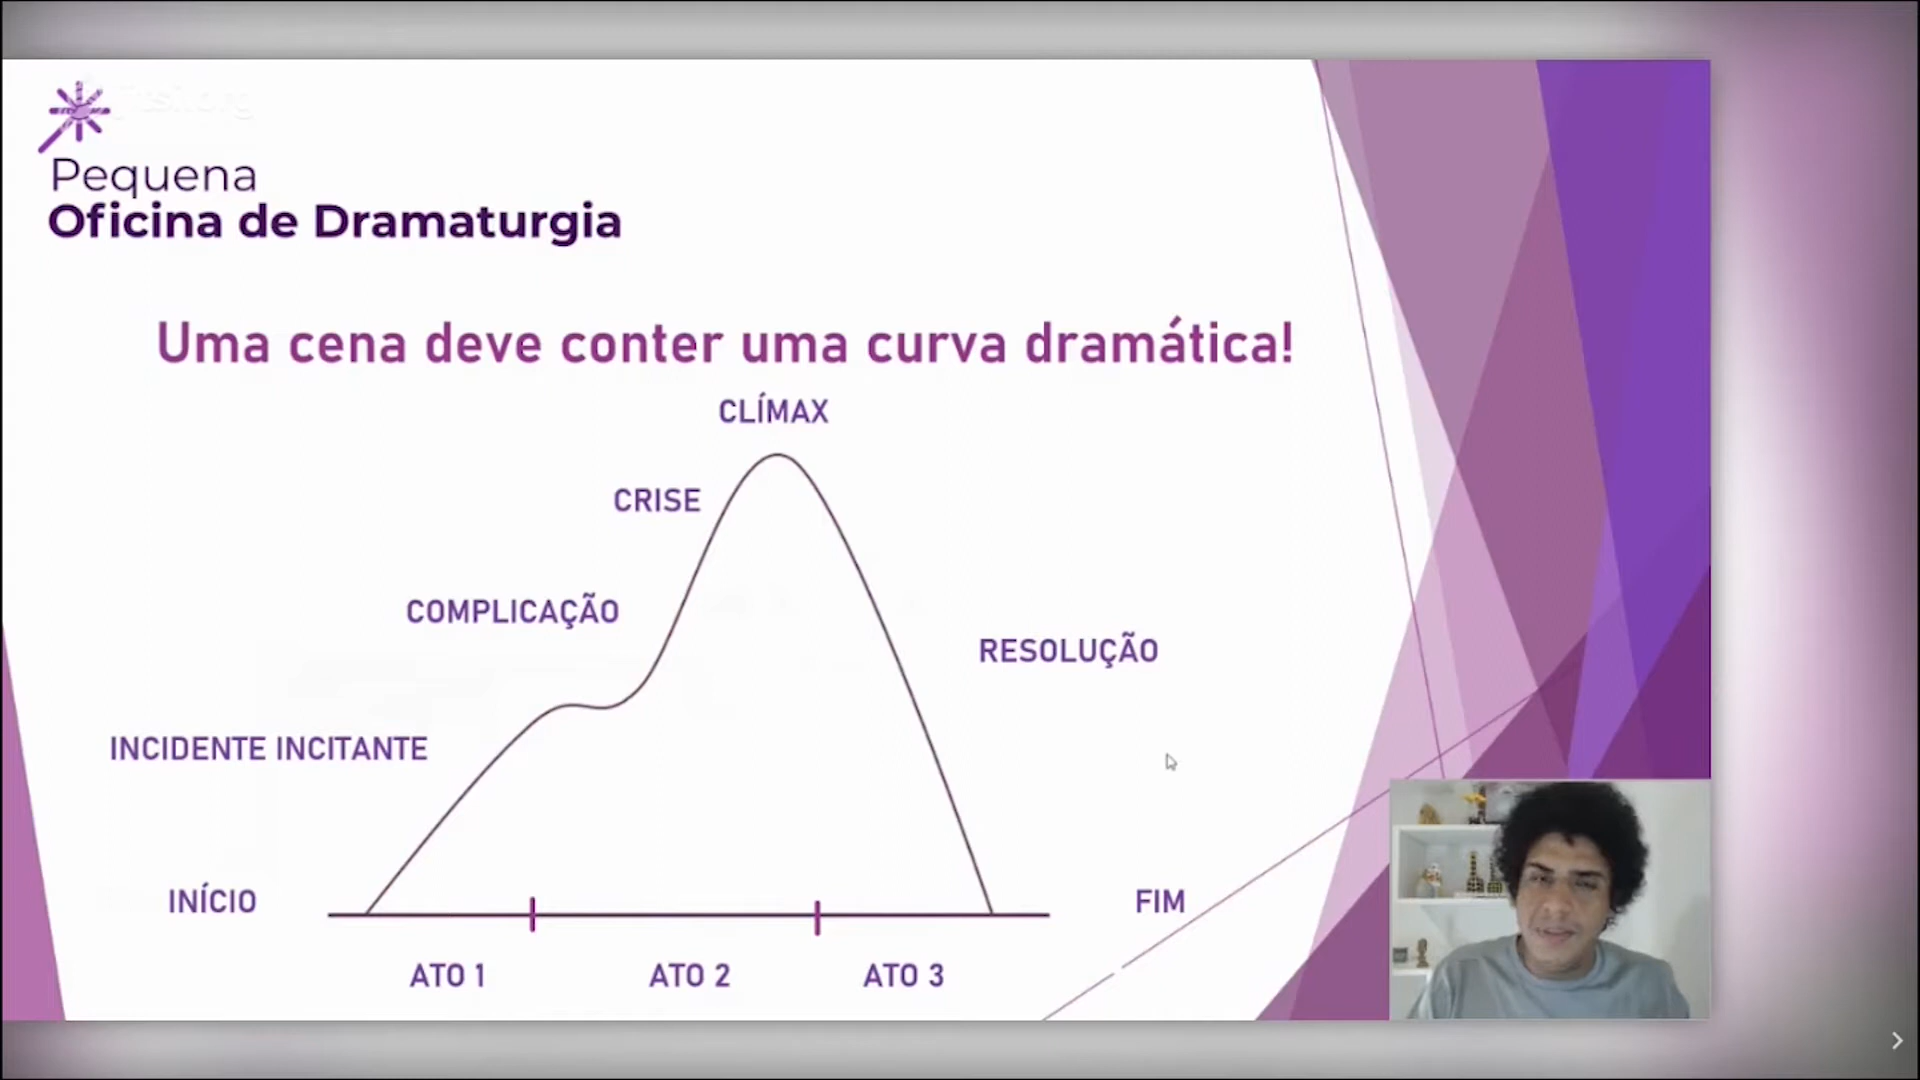 Pequena
Oficina de Dramaturgia
Uma cena deve conter uma curva dramática!
CLÍMAX
CRISE
COMPLICAÇÃO
RESOLUÇÃO
INCIDENTE INCITANTE
INÍCIO
FIM
ATO 1
ATO 2
ATO 3